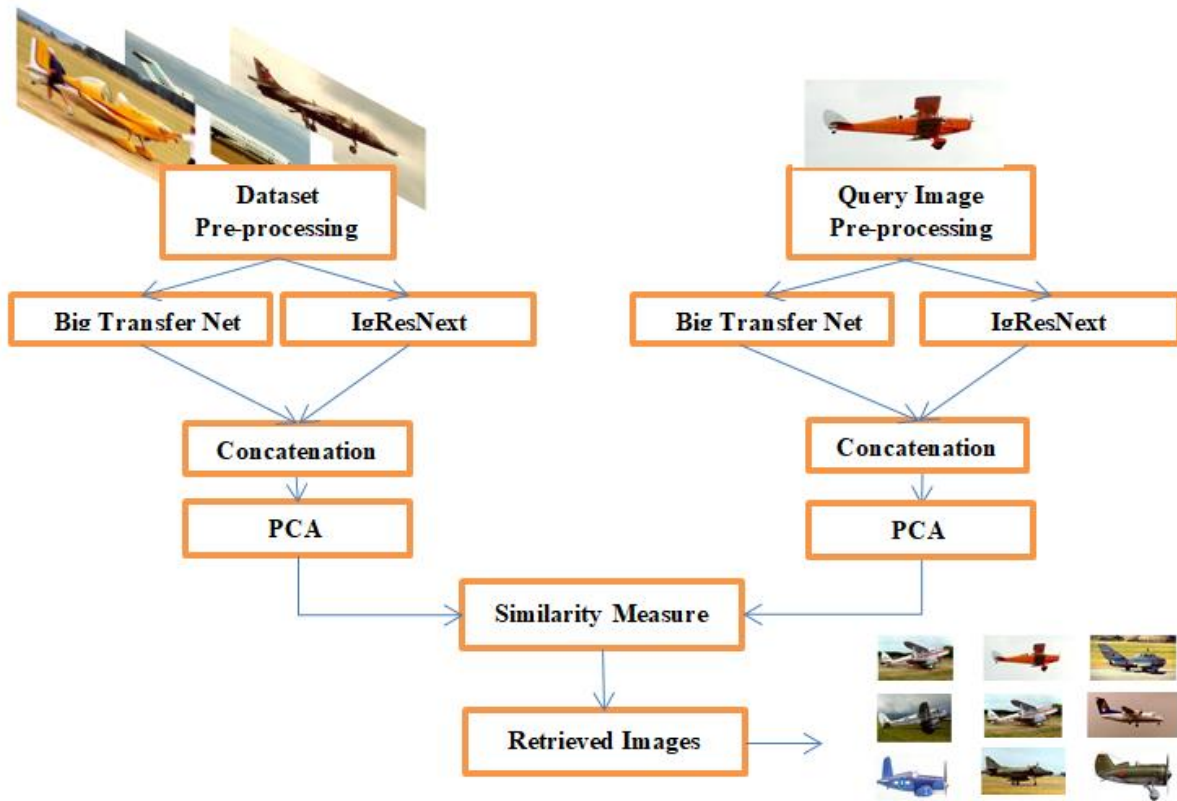 Dataset
Pre-processing
Query Image
Pre-processing
Big Transfer Net
IgResNext
Big Transfer Net
IgResNext
Concatenation
Concatenation
PCA
PCA
Similarity Measure
Retrieved Images